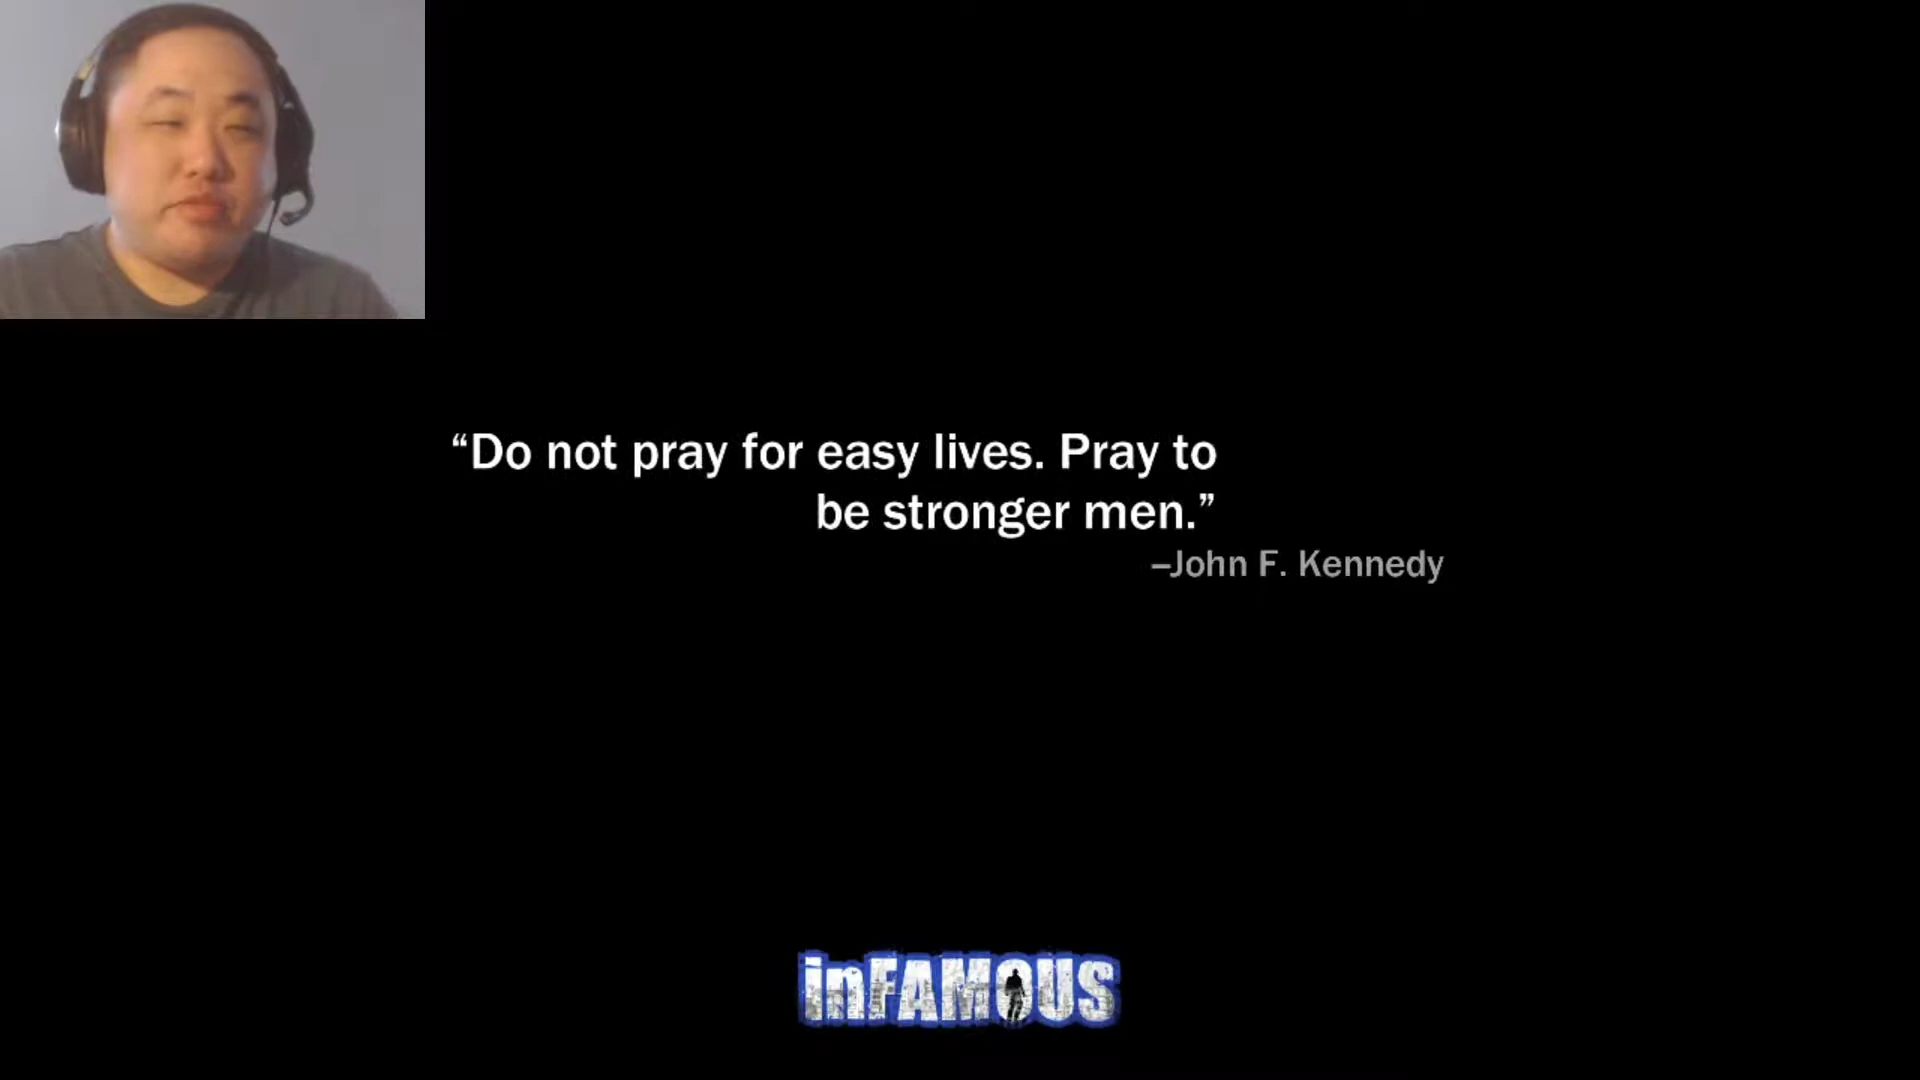 “Do not pray for easy lives. Pray to
be stronger men.”
–John F. Kennedy
inFAMOUS